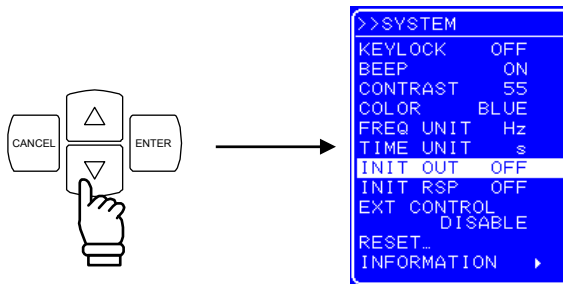 CANCEL
ENTER
>>SYSTEM
KEYLOCK OFF
BEEP ON
CONTRAST 55
COLOR BLUE
FREQ UNIT Hz
TIME UNIT s
INIT OUT OFF
INIT RSP OFF
EXT CONTROL
DISABLE
RESET…
INFORMATION